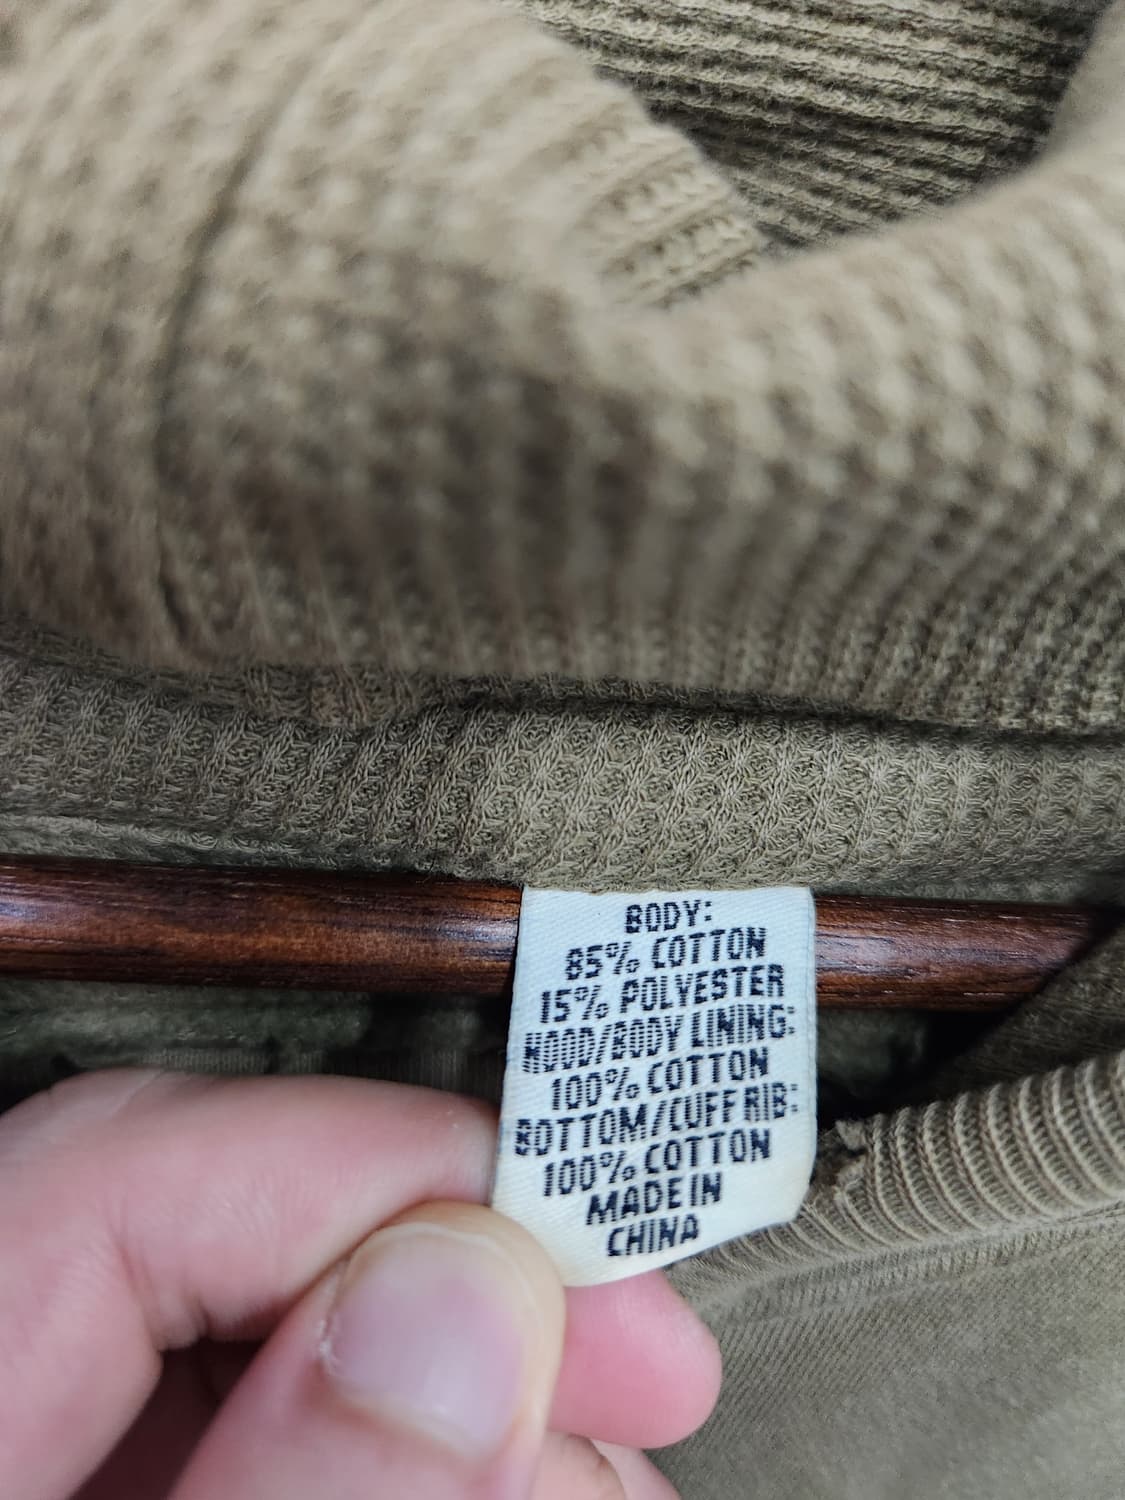 BODY:
85% COTTON
15% POLYESTER
HOOD/BODY LINING:
100% COTTON
BOTTOM/CUFF RIB:
100% COTTON
MADE IN
CHINA